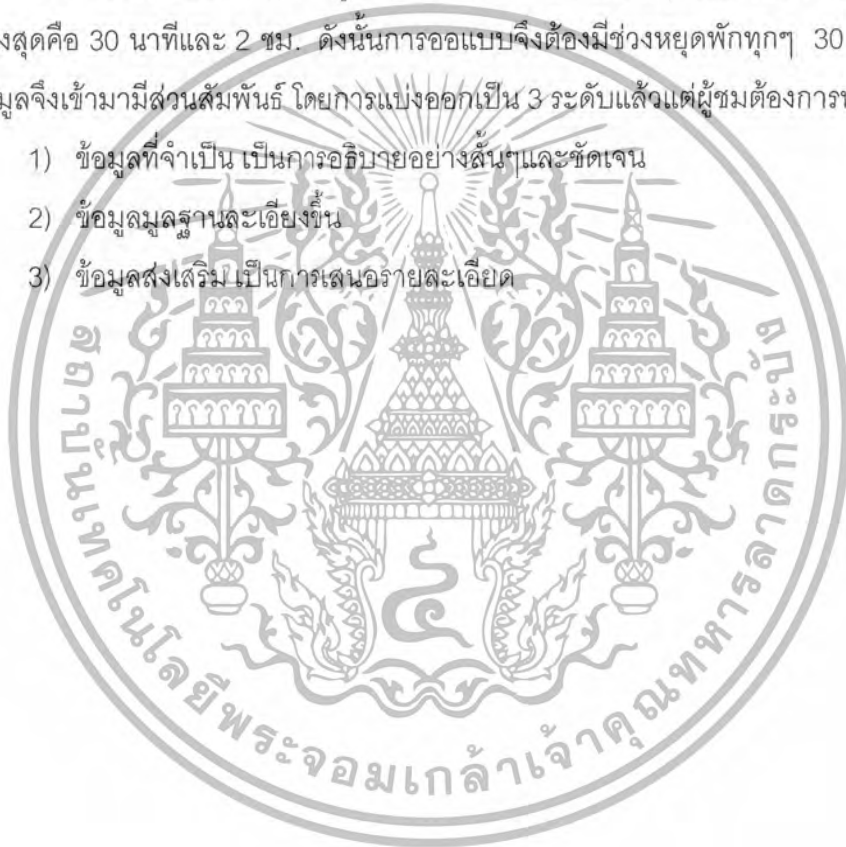 งสุดคือ 30 นาทีและ 2 ชม. ดังนั้นการออแบบจึงต้องมีช่วงหยุดพักทุกๆ 30
มูลจึงเข้ามามีส่วนสัมพันธ์ โดยการแบ่งออกเป็น 3 ระดับแล้วแต่ผู้ชมต้องการท
1) ข้อมูลที่จำเป็น เป็นการอธิบายอย่างสั้นๆและชัดเจน
2) ข้อมูลมูลฐานละเอียงขึ้น
3) ข้อมูลส่งเสริม เป็นการเสนอรายละเอียด
๔
สถาบันเทคโนโลยีพระจอมเกล้าเจ้าคุณทหารลาดกระบัง